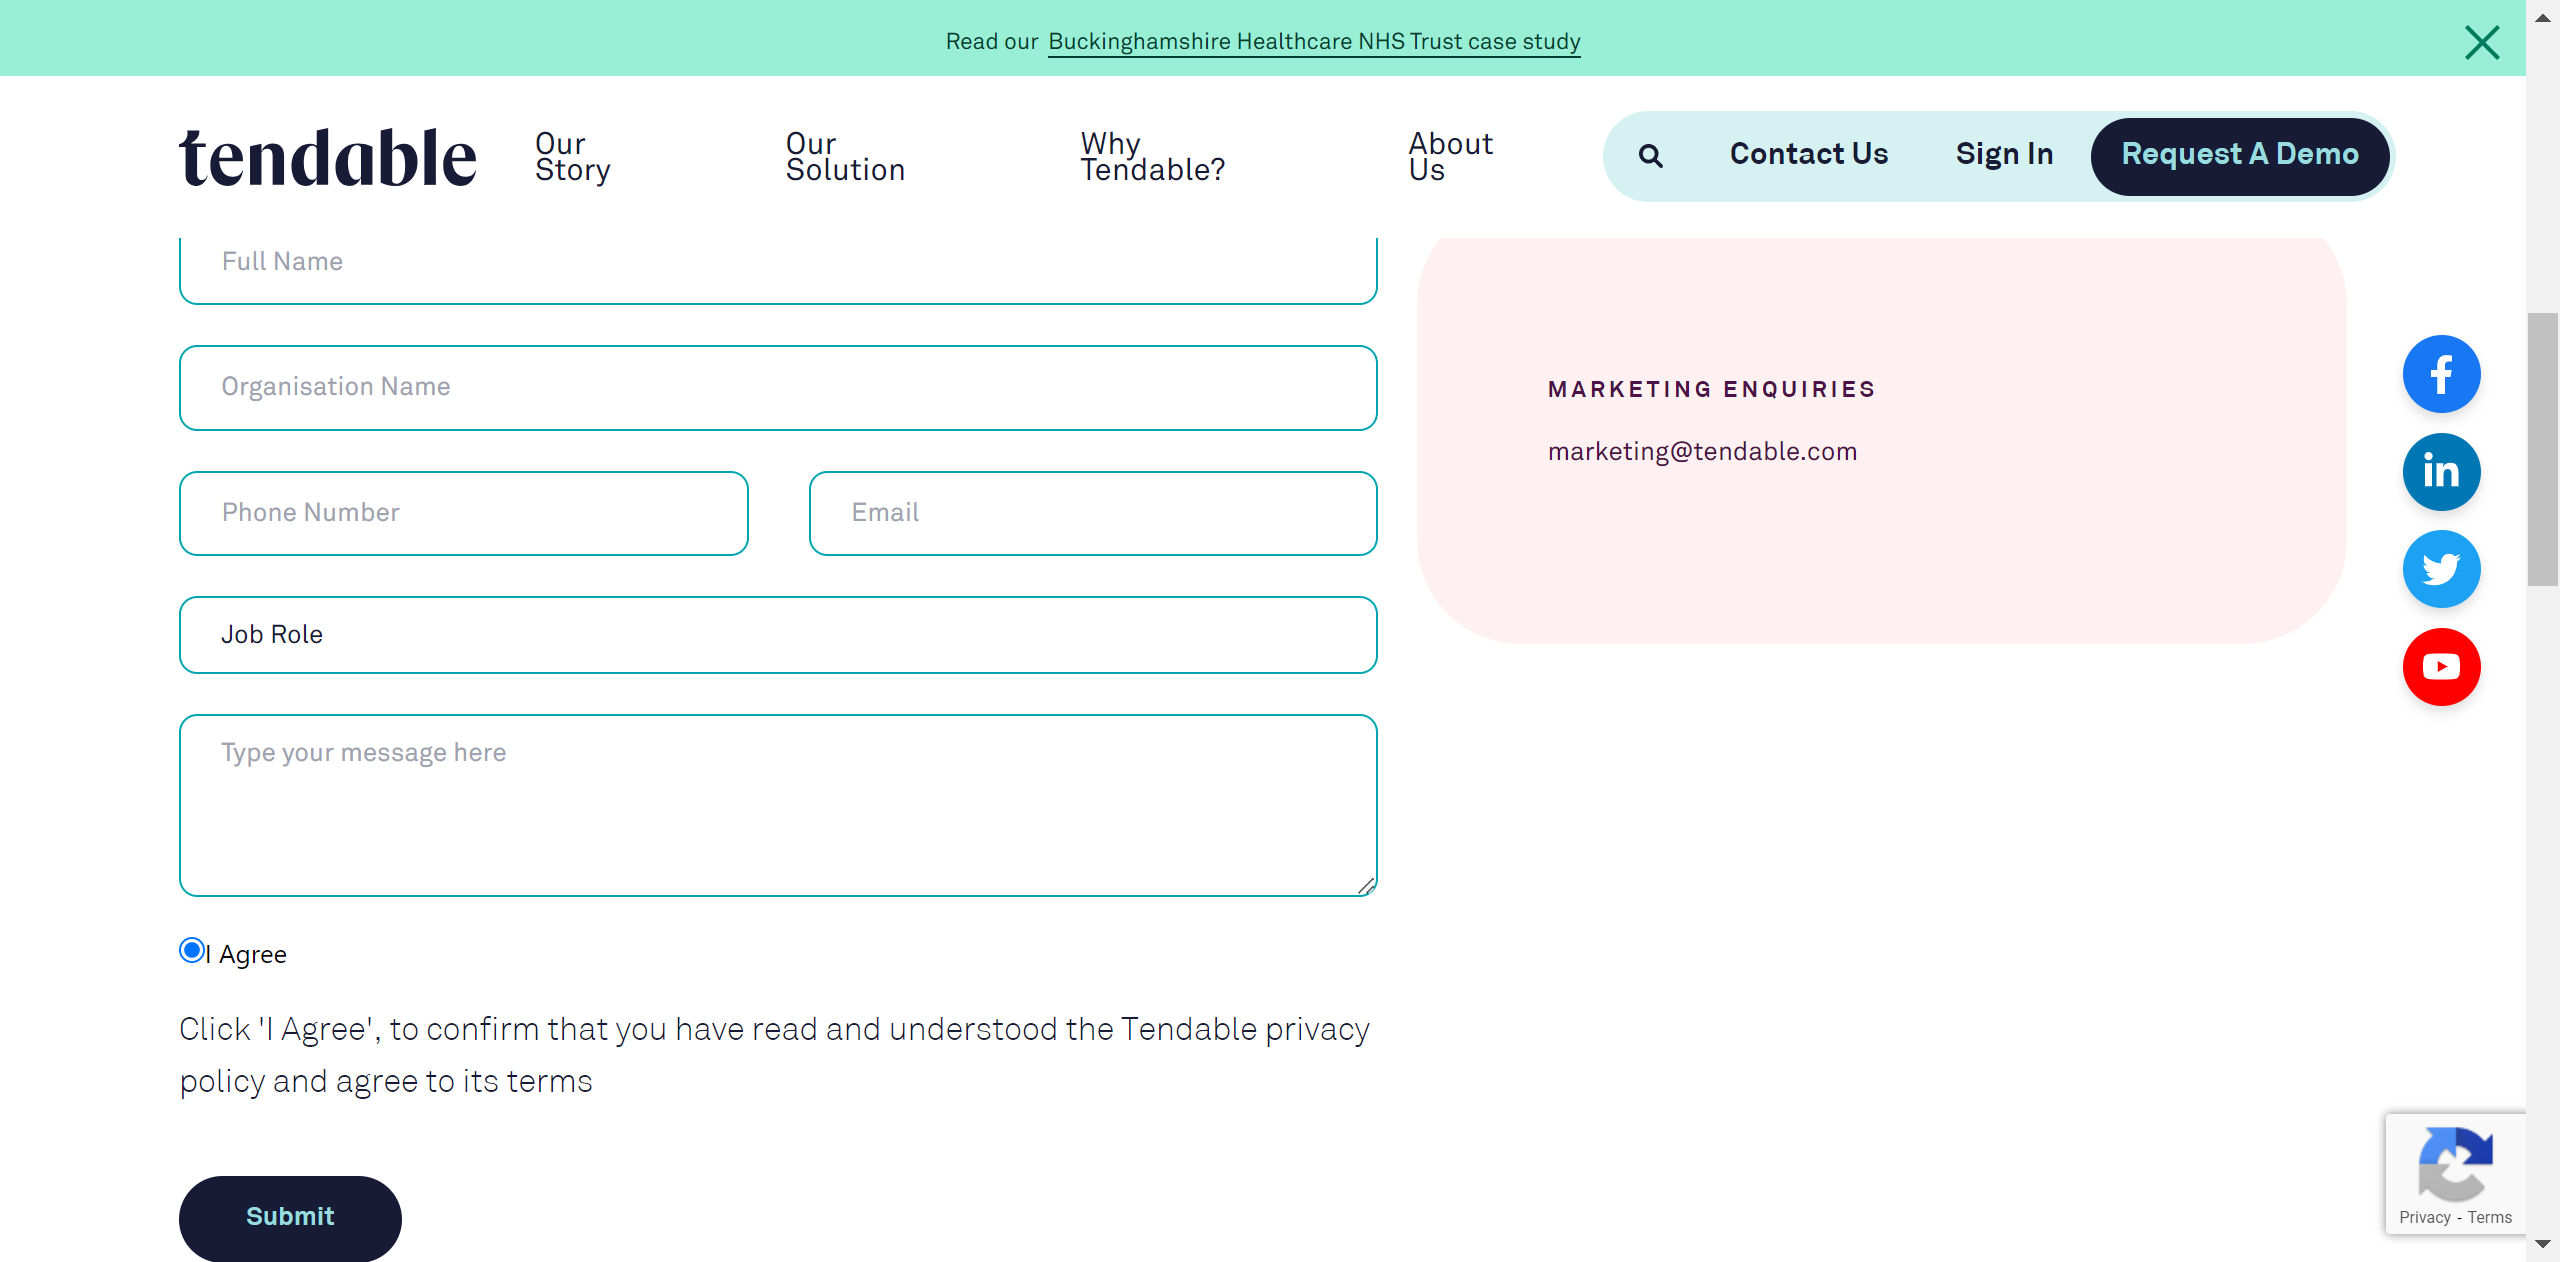 Read our Buckinghamshire Healthcare NHS Trust case study
tendable
Our Story
Our Solution
Why Tendable?
About Us
Contact Us
Sign In
Request A Demo
Full Name
Organisation Name
Phone Number
Email
Job Role
Type your message here
I Agree
Click 'I Agree', to confirm that you have read and understood the Tendable privacy
policy and agree to its terms
Submit
MARKETING ENQUIRIES
marketing@tendable.com
Privacy - Terms